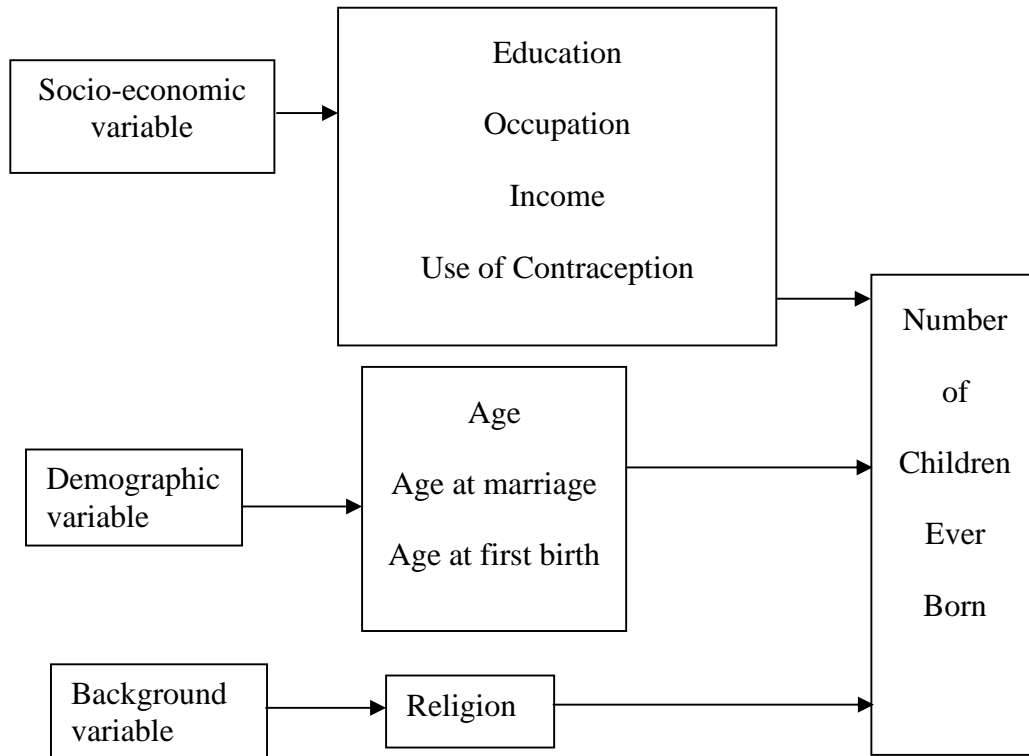 Socio-economic
variable
Education
Occupation
Income
Use of Contraception
Demographic
variable
Age
Age at marriage
Age at first birth
Background
variable
Religion
Number
of
Children
Ever
Born